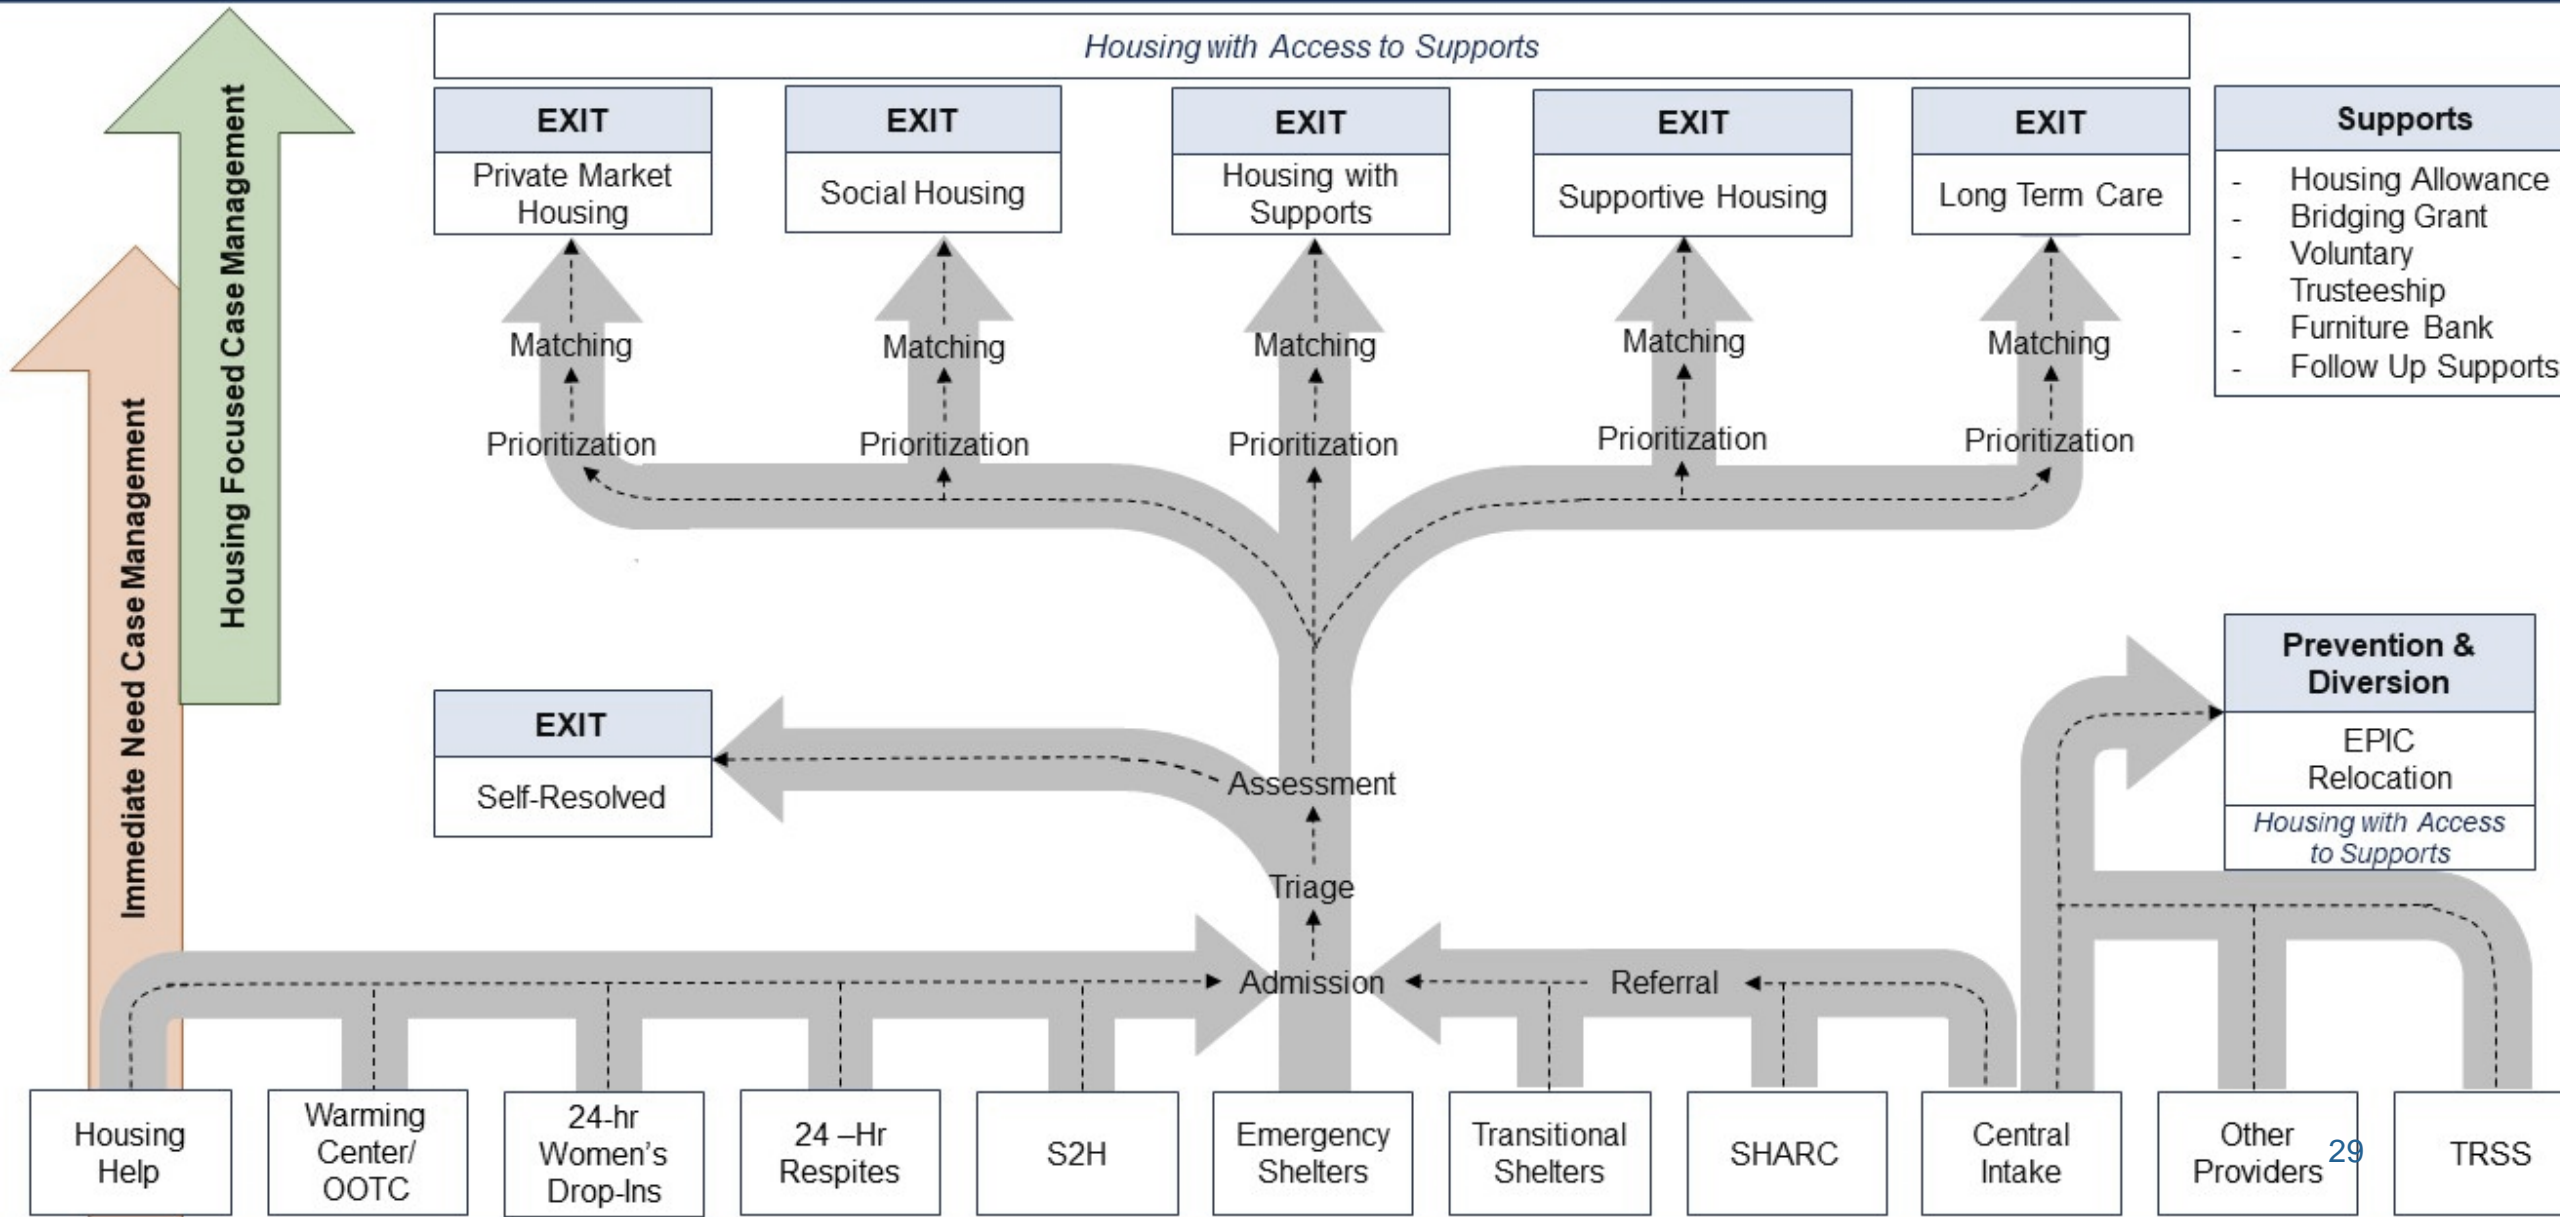 Housing with Access to Supports
EXIT
Private Market
Housing
EXIT
Social Housing
EXIT
Housing with
Supports
EXIT
Supportive Housing
EXIT
Long Term Care
Supports
- Housing Allowance
- Bridging Grant
- Voluntary
Trusteeship
- Furniture Bank
- Follow Up Supports
Housing Focused Case Management
Immediate Need Case Management
Matching
Matching
Matching
Matching
Matching
Prioritization
Prioritization
Prioritization
Prioritization
Prioritization
EXIT
Self-Resolved
Assessment
Triage
Admission
Referral
Prevention &
Diversion
EPIC
Relocation
Housing with Access
to Supports
Housing
Help
Warming
Center/
OOTC
24-hr
Women’s
Drop-Ins
24 –Hr
Respites
S2H
Emergency
Shelters
Transitional
Shelters
SHARC
Central
Intake
Other
Providers
29
TRSS